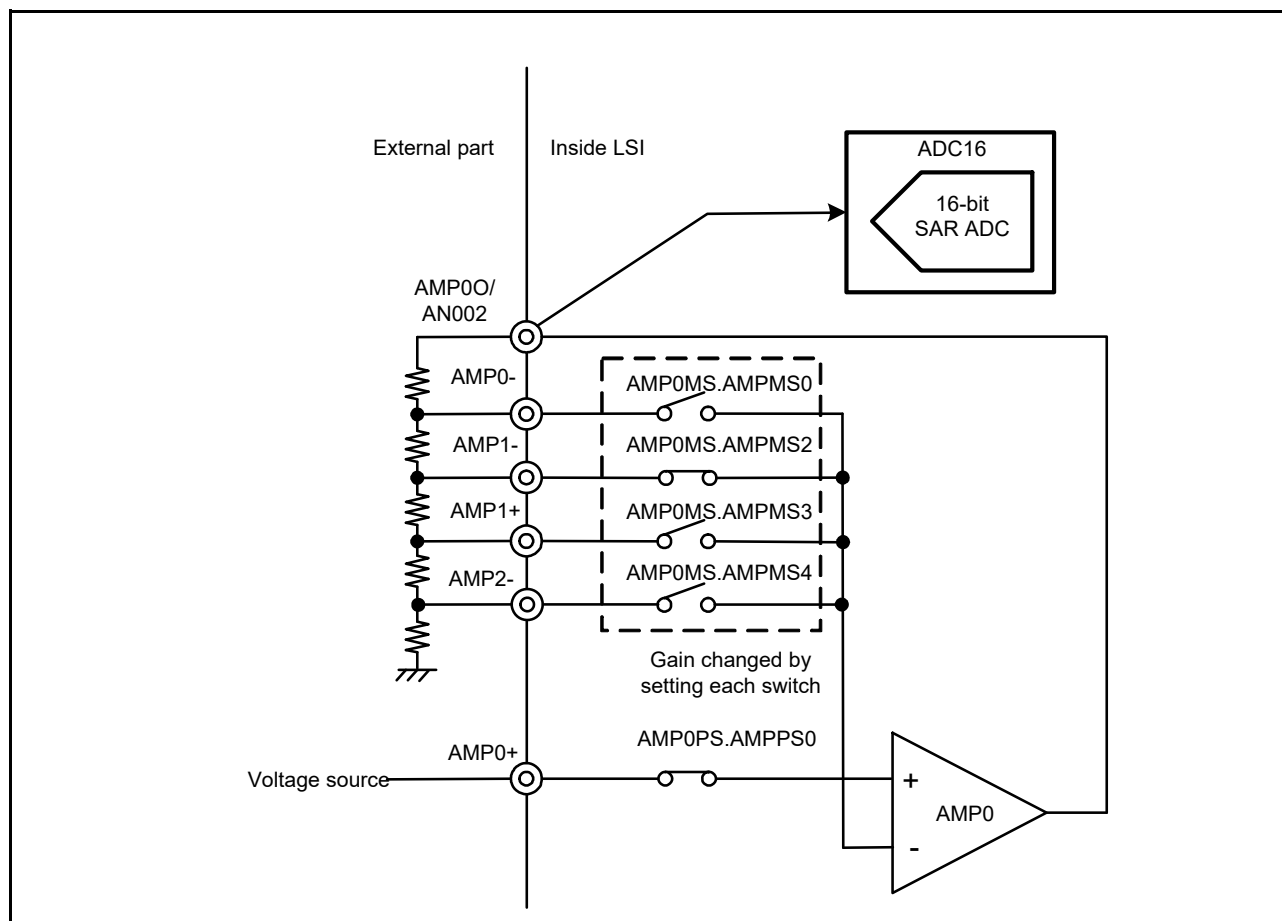 External part
Inside LSI
ADC16
16-bit
SAR ADC
AMP0O/
AN002
AMP0-
AMP0MS.AMPMS0
AMP1-
AMP0MS.AMPMS2
AMP1+
AMP0MS.AMPMS3
AMP2-
AMP0MS.AMPMS4
Gain changed by
setting each switch
AMP0+
AMP0PS.AMPPS0
Voltage source
+
AMP0
-